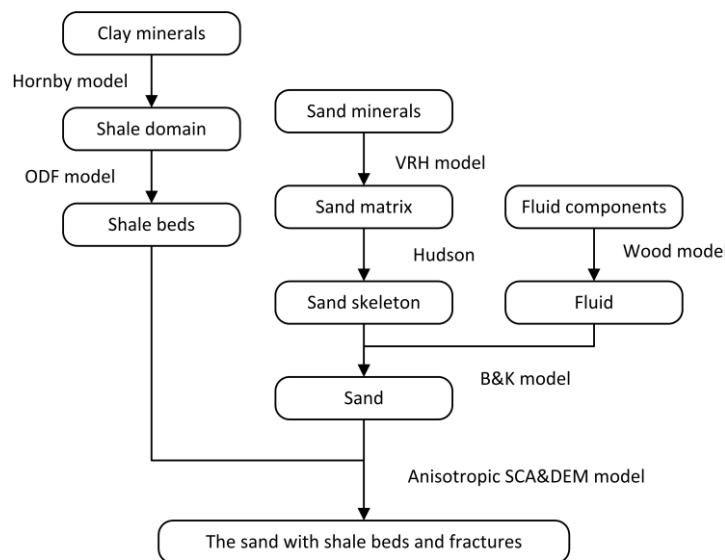 Clay minerals
Hornby model
Sand minerals
Shale domain
VRH model
ODF model
Shale beds
Sand matrix
Fluid components
Hudson
Wood model
Sand skeleton
Fluid
B&K model
Sand
Anisotropic SCA&DEM model
The sand with shale beds and fractures